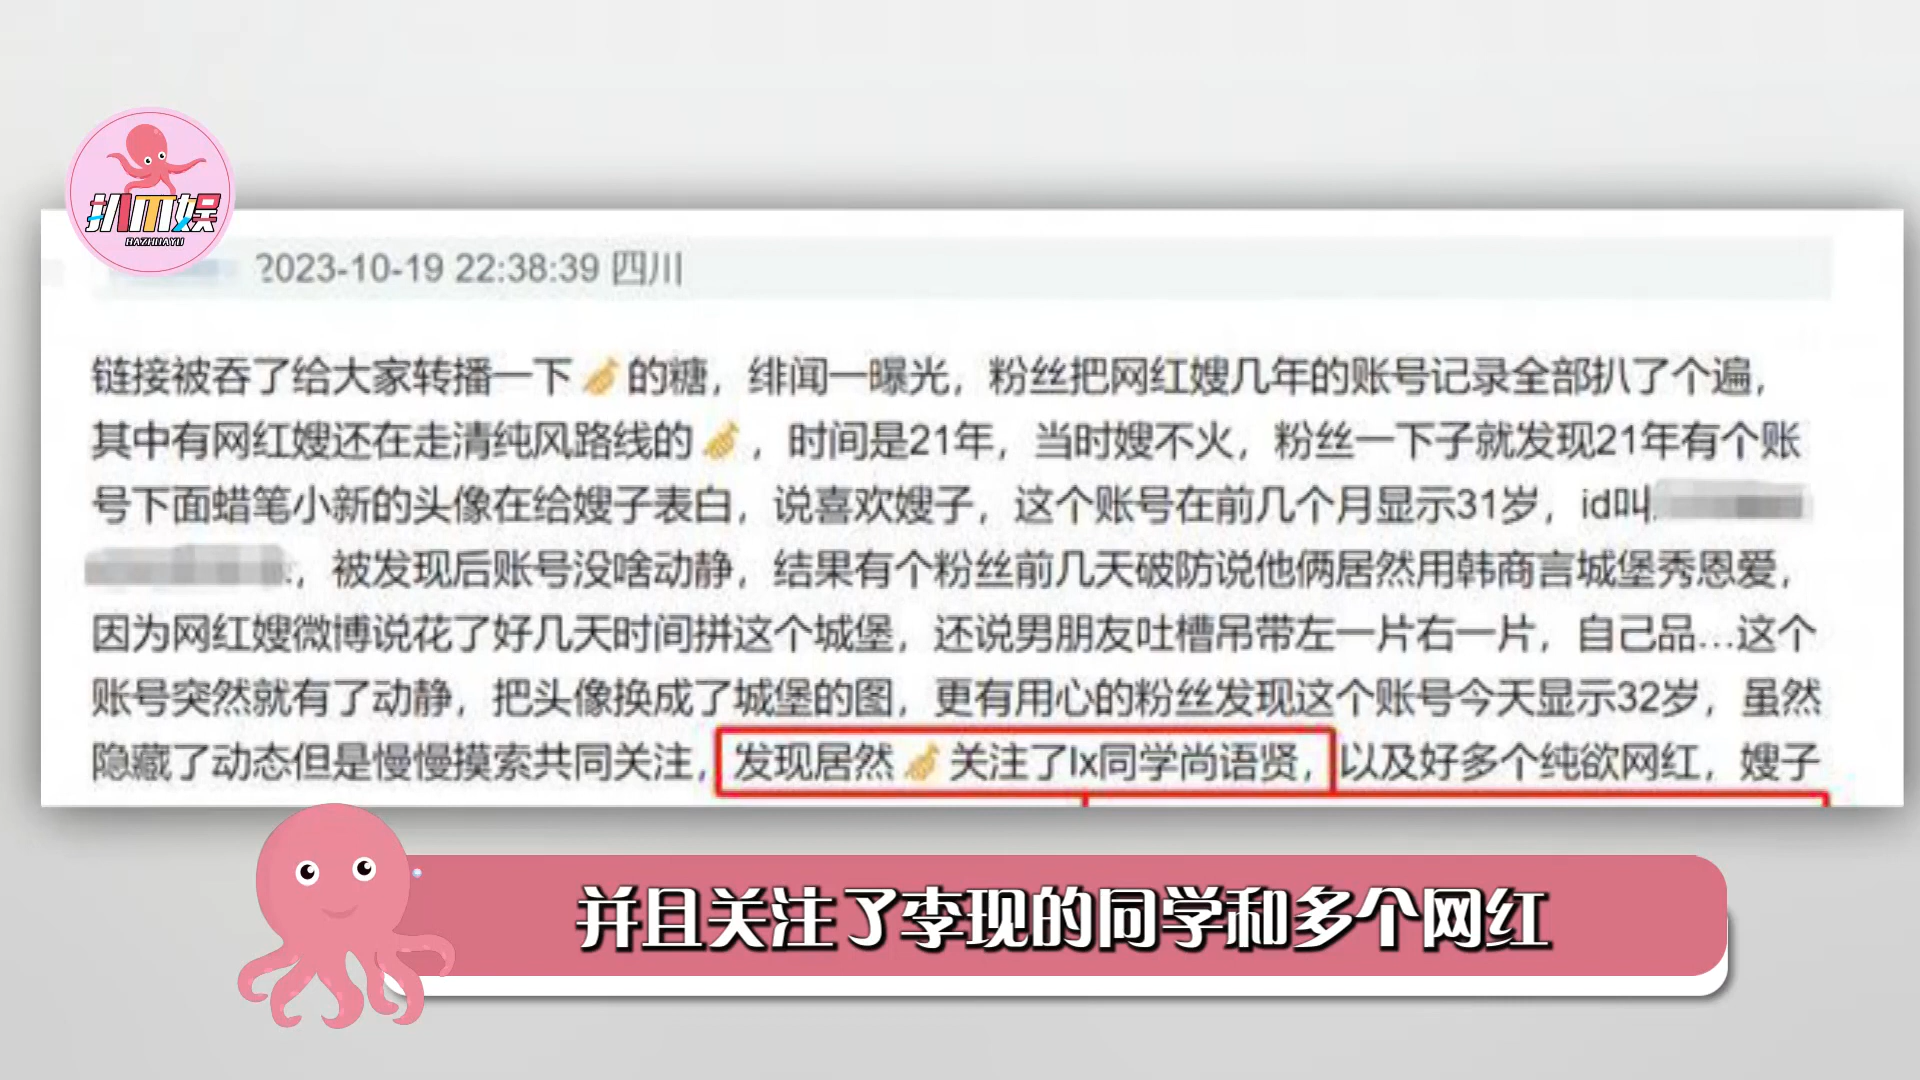 扒爪娱
BAZHUAYU
2023-10-19 22:38:39 四川
链接被吞了给大家转播一下的糖，绯闻一曝光，粉丝把网红嫂几年的账号记录全部扒了个遍，
其中有网红嫂还在走清纯风路线的，时间是21年，当时嫂不火，粉丝一下子就发现21年有个账
号下面蜡笔小新的头像在给嫂子表白，说喜欢嫂子，这个账号在前几个月显示31岁，id叫
，被发现后账号没啥动静，结果有个粉丝前几天破防说他俩居然用韩商言城堡秀恩爱，
因为网红嫂微博说花了好几天时间拼这个城堡，还说男朋友吐槽吊带左一片右一片，自己品...这个
账号突然就有了动静，把头像换成了城堡的图，更有用心的粉丝发现这个账号今天显示32岁，虽然
隐藏了动态但是慢慢摸索共同关注，发现居然关注了lx同学尚语贤，以及好多个纯欲网红，嫂子
并且关注了李现的同学和多个网红